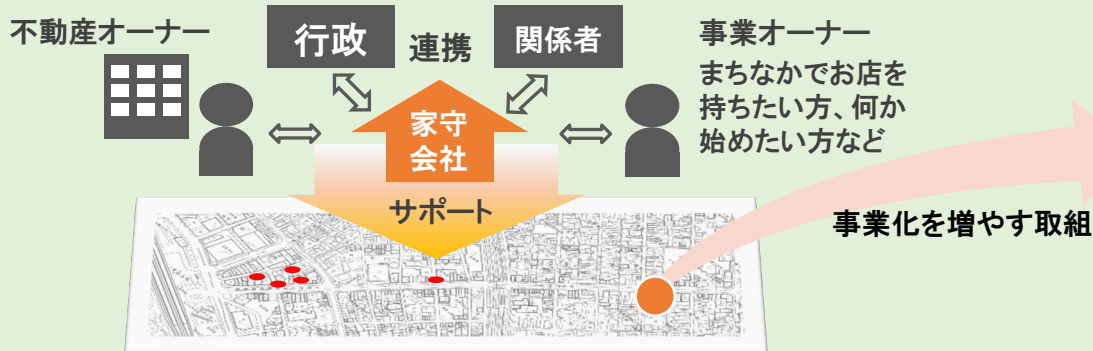 不動産オーナー
行政
連携
関係者
事業オーナー
まちなかでお店を
持ちたい方、何か
始めたい方など
家守
会社
サポート
事業化を増やす取組